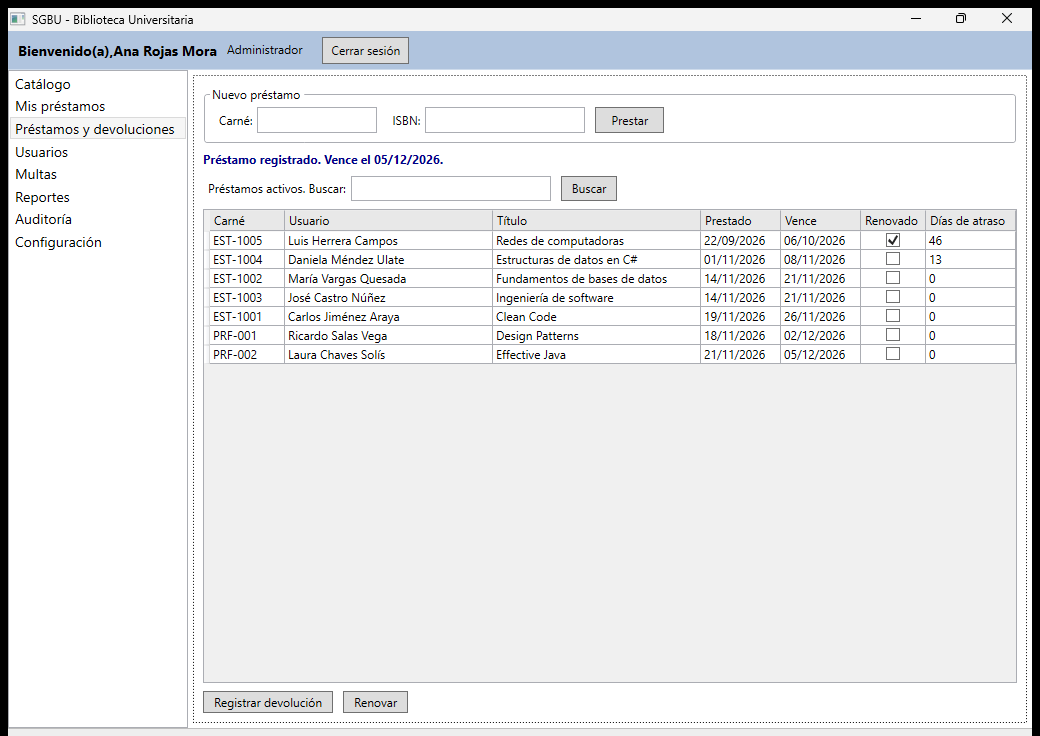 SGBU - Biblioteca Universitaria
Bienvenido(a),Ana Rojas Mora Administrador Cerrar sesión
Catálogo
Mis préstamos
Préstamos y devoluciones
Usuarios
Multas
Reportes
Auditoría
Configuración
Nuevo préstamo
Carné: ISBN: Prestar
Préstamo registrado. Vence el 05/12/2026.
Préstamos activos. Buscar: Buscar
Carné Usuario Título Prestado Vence Renovado Días de atraso
EST-1005 Luis Herrera Campos Redes de computadoras 22/09/2026 06/10/2026 46
EST-1004 Daniela Méndez Ulate Estructuras de datos en C# 01/11/2026 08/11/2026 13
EST-1002 María Vargas Quesada Fundamentos de bases de datos 14/11/2026 21/11/2026 0
EST-1003 José Castro Núñez Ingeniería de software 14/11/2026 21/11/2026 0
EST-1001 Carlos Jiménez Araya Clean Code 19/11/2026 26/11/2026 0
PRF-001 Ricardo Salas Vega Design Patterns 18/11/2026 02/12/2026 0
PRF-002 Laura Chaves Solís Effective Java 21/11/2026 05/12/2026 0
Registrar devolución Renovar